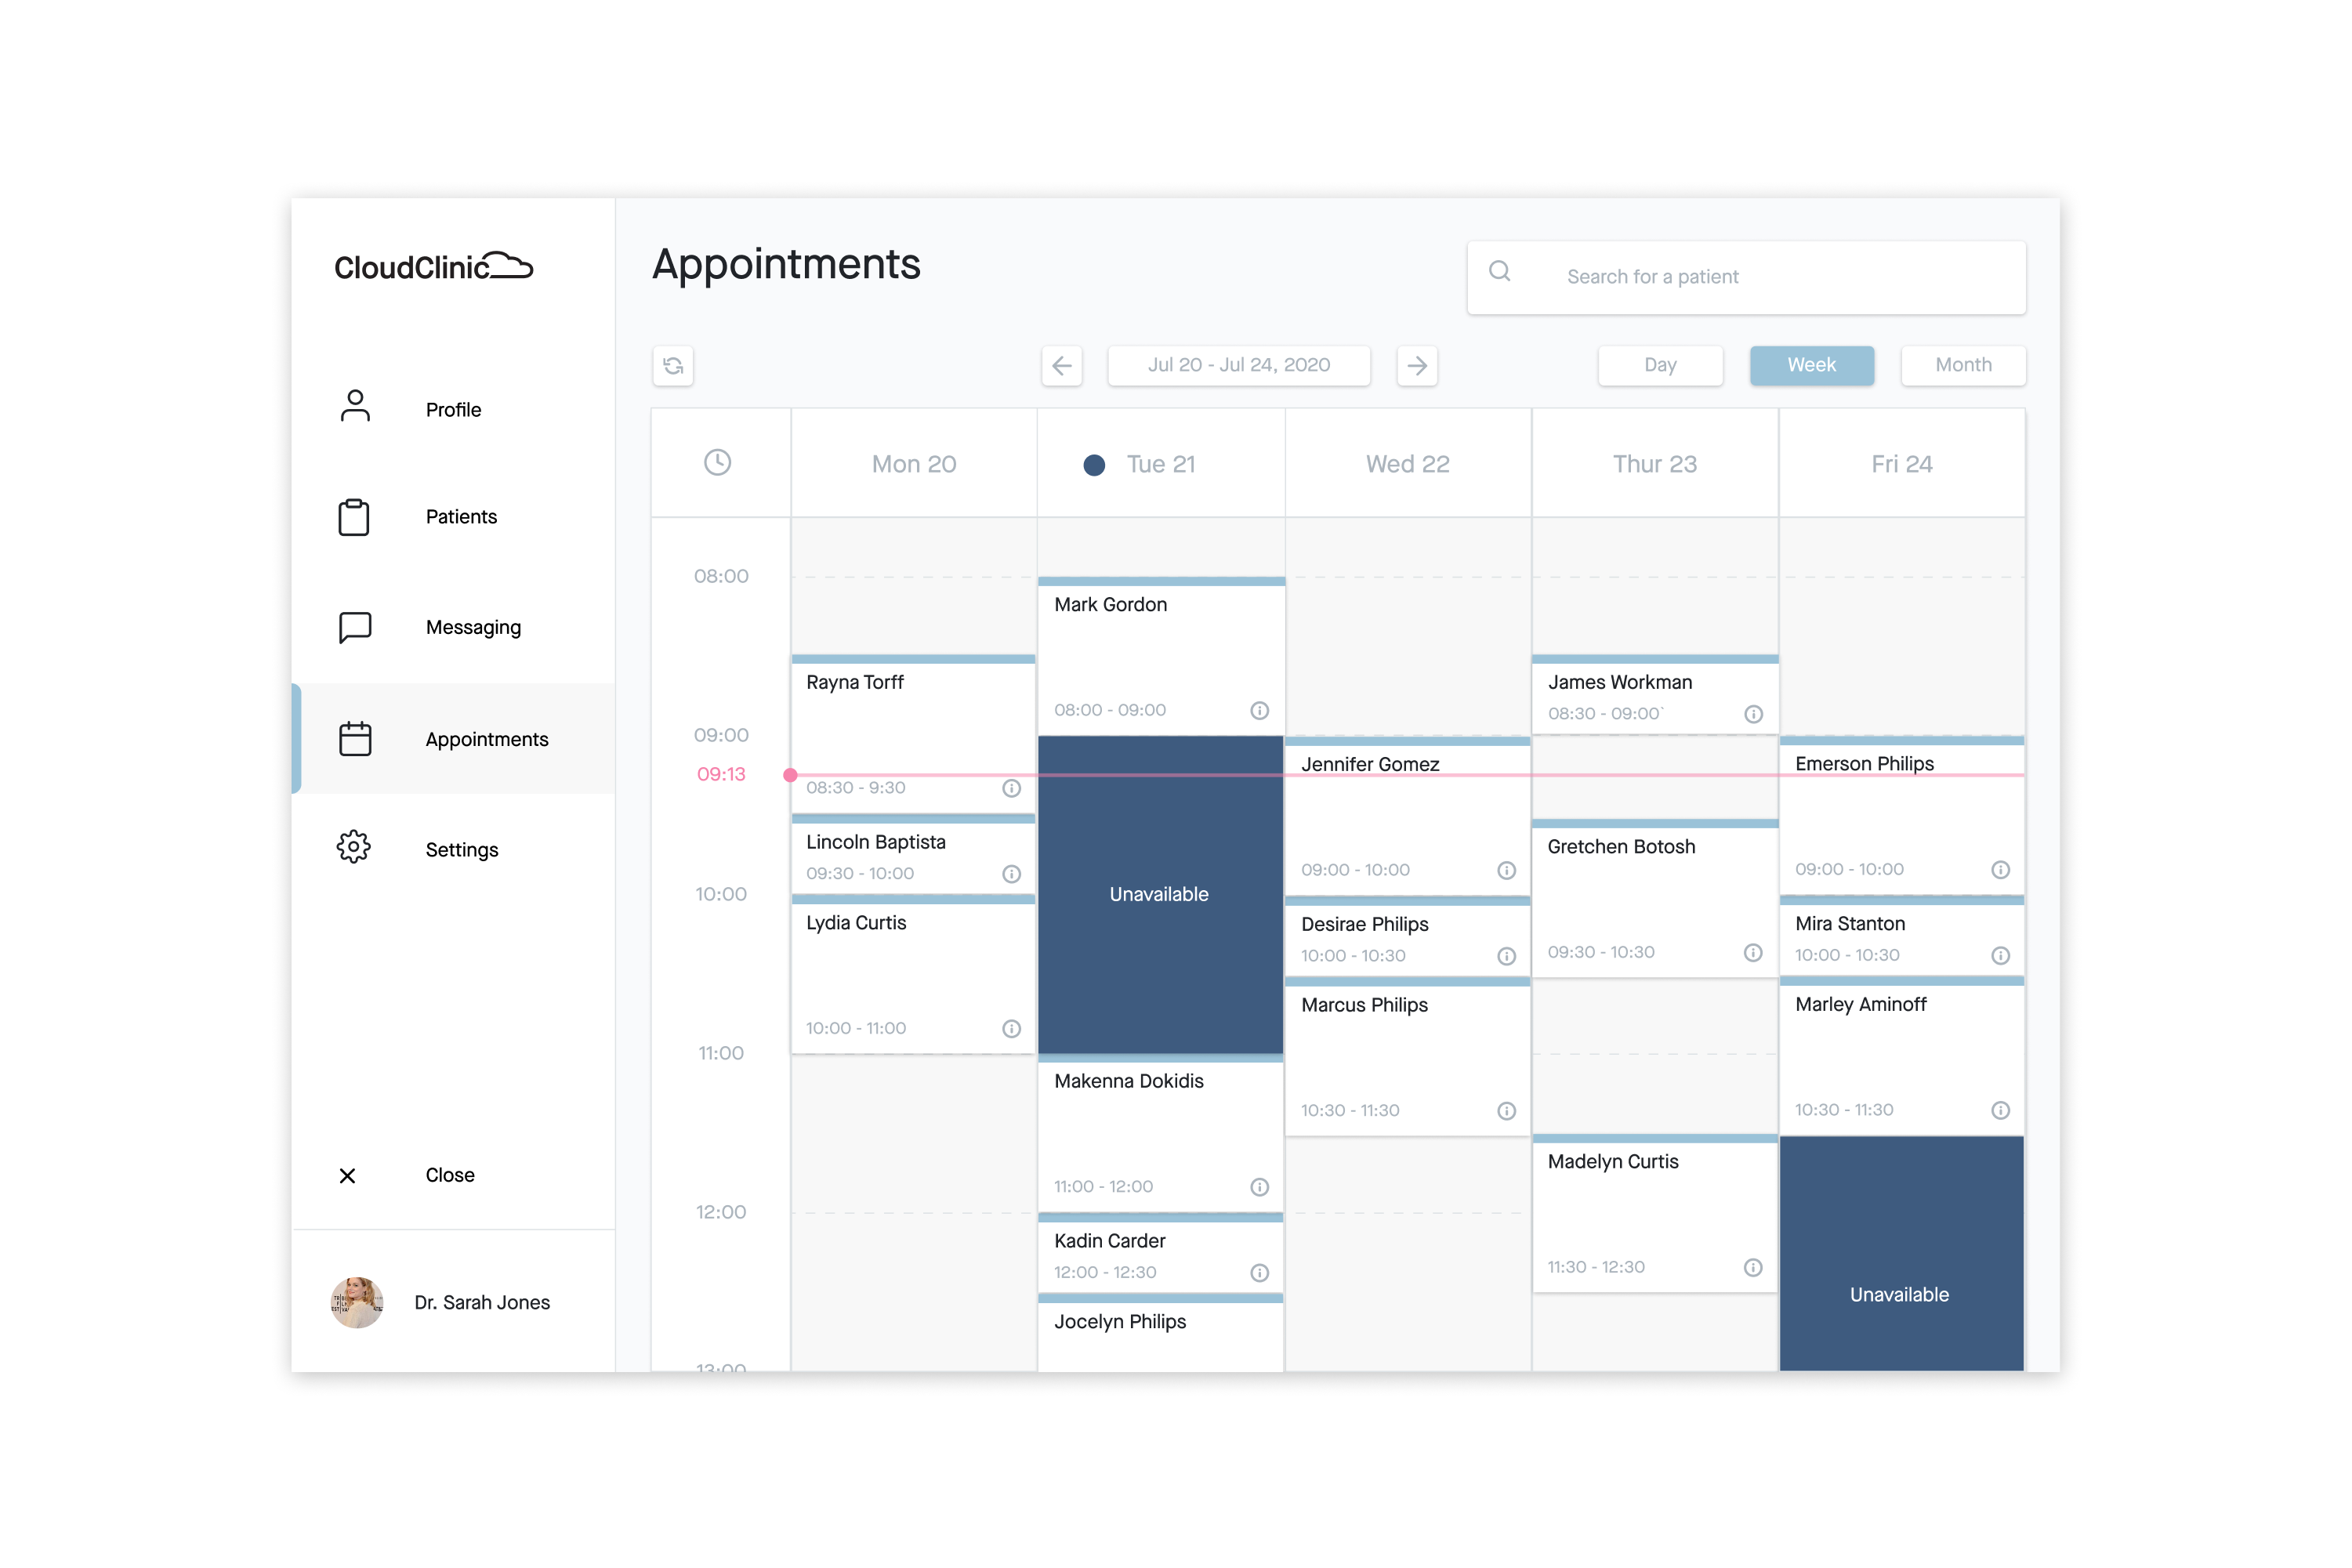 CloudClinic
Profile
Patients
Messaging
Appointments
Settings
Close
Dr. Sarah Jones
Appointments
Search for a patient
Jul 20 - Jul 24, 2020
Day
Week
Month
Mon 20
Tue 21
Wed 22
Thur 23
Fri 24
08:00
09:00
09:13
10:00
11:00
12:00
13:00
Rayna Torff
08:30 - 9:30
Lincoln Baptista
09:30 - 10:00
Lydia Curtis
10:00 - 11:00
Mark Gordon
08:00 - 09:00
Unavailable
Makenna Dokidis
11:00 - 12:00
Kadin Carder
12:00 - 12:30
Jocelyn Philips
Jennifer Gomez
09:00 - 10:00
Desirae Philips
10:00 - 10:30
Marcus Philips
10:30 - 11:30
James Workman
08:30 - 09:00`
Gretchen Botosh
09:30 - 10:30
Madelyn Curtis
11:30 - 12:30
Emerson Philips
09:00 - 10:00
Mira Stanton
10:00 - 10:30
Marley Aminoff
10:30 - 11:30
Unavailable